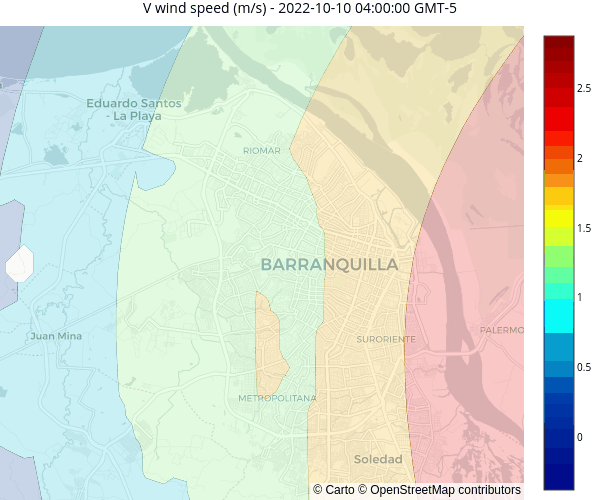 V wind speed (m/s) - 2022-10-10 04:00:00 GMT-5
Eduardo Santos
- La Playa
RIOMAR
BARRANQUILLA
Juan Mina
SURORIENTE
PALERMO
METROPOLITANA
Soledad
© Carto © OpenStreetMap contributors
2.5
2
1.5
1
0.5
0